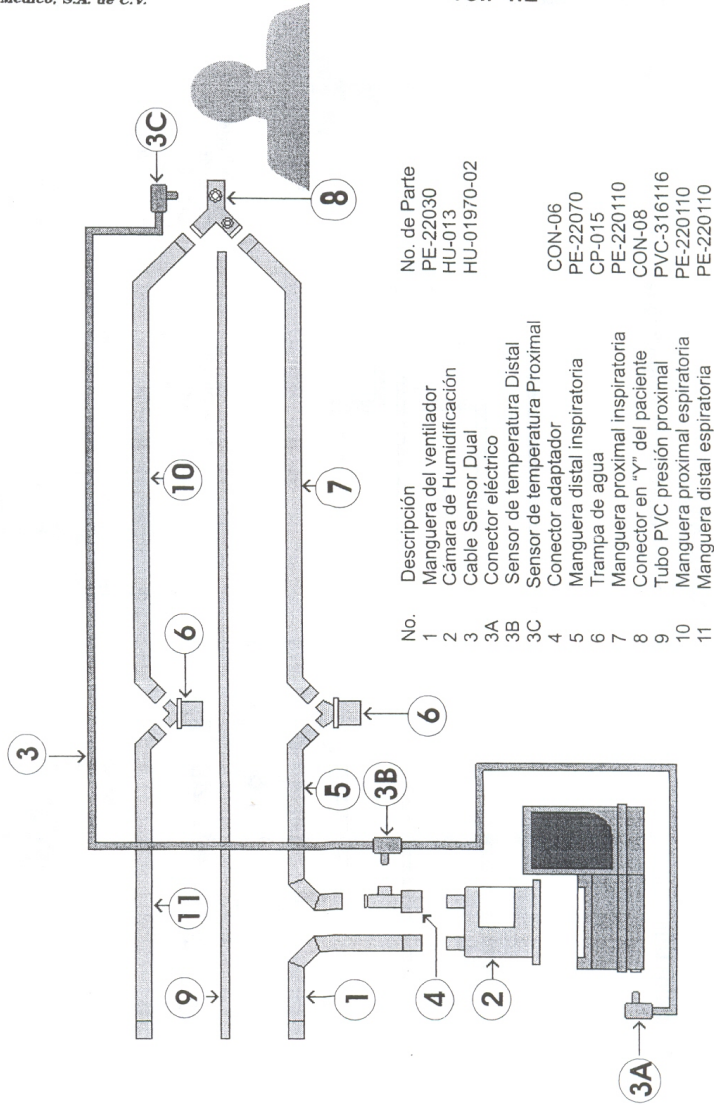 Médico, S.A. de C.V.
3
3C
10
6
8
11
9
7
6
5
3B
1
4
2
3A
No. Descripción No. de Parte
1 Manguera del ventilador PE-22030
2 Cámara de Humidificación HU-013
3 Cable Sensor Dual HU-01970-02
3A Conector eléctrico
3B Sensor de temperatura Distal
3C Sensor de temperatura Proximal
4 Conector adaptador CON-06
5 Manguera distal inspiratoria PE-22070
6 Trampa de agua CP-015
7 Manguera proximal inspiratoria PE-220110
8 Conector en “Y” del paciente CON-08
9 Tubo PVC presión proximal PVC-316116
10 Manguera proximal espiratoria PE-220110
11 Manguera distal espiratoria PE-220110